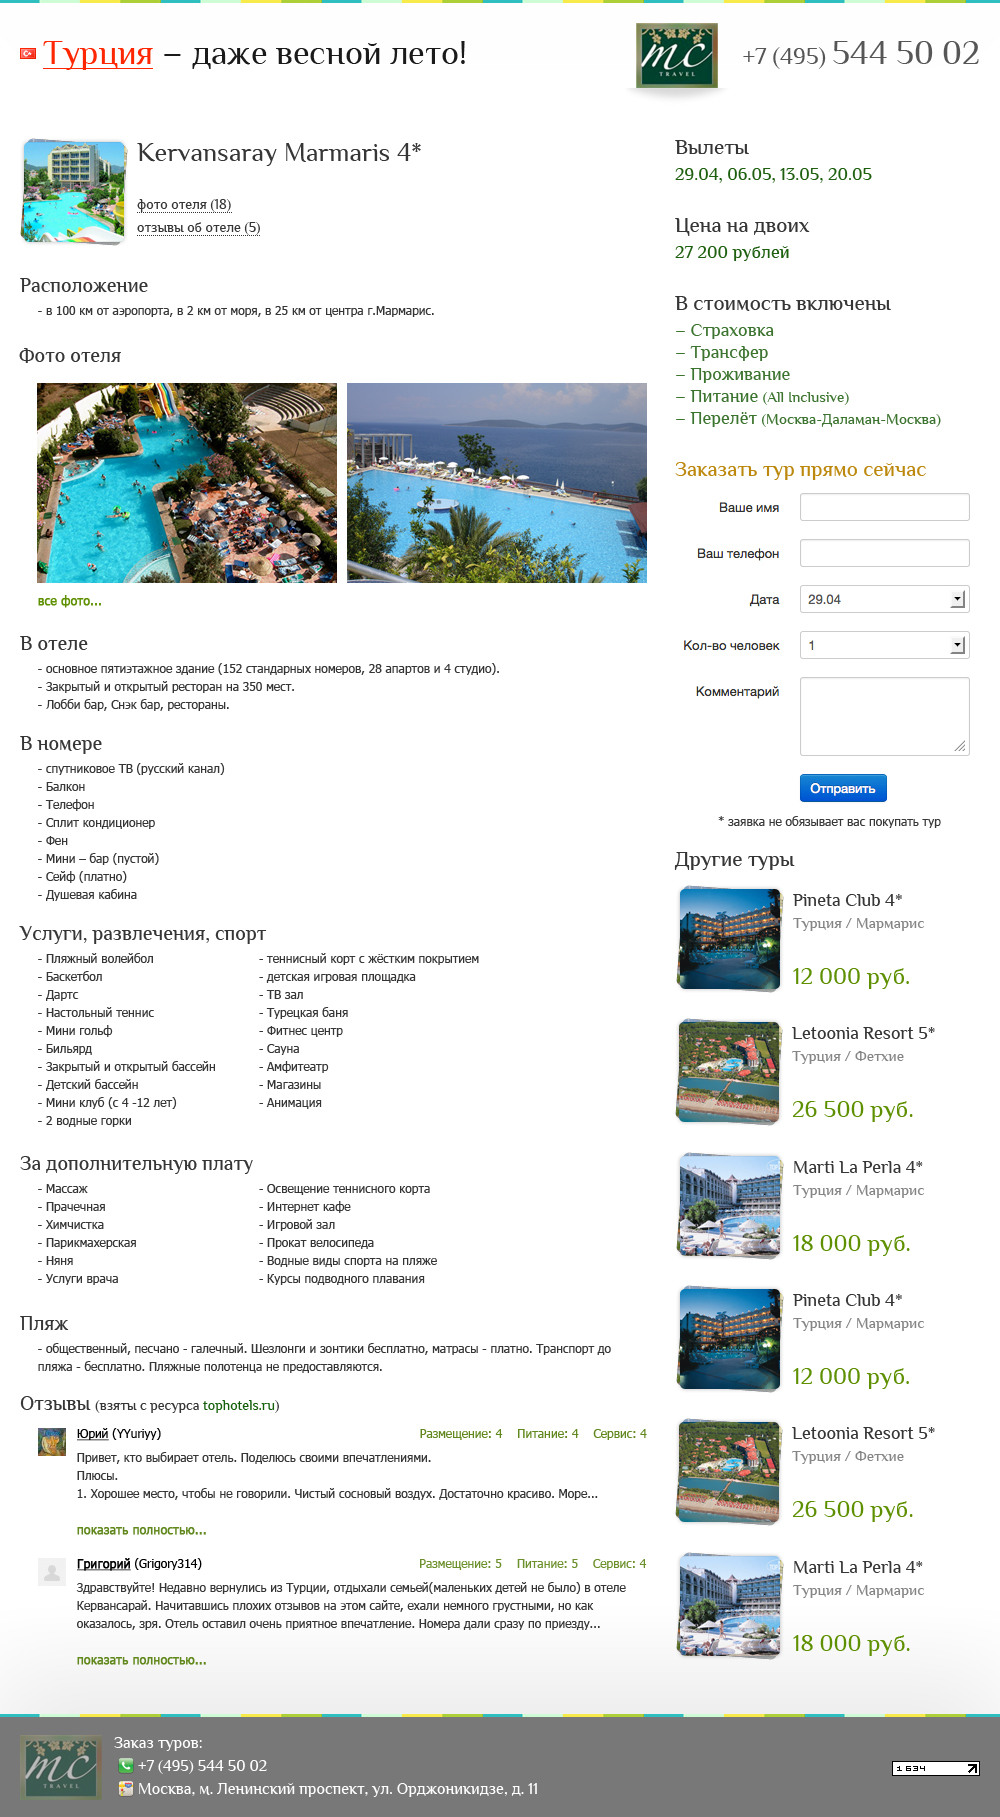 Турция – даже весной лето!
mc
TRAVEL
+7 (495) 544 50 02
Kervansaray Marmaris 4*
фото отеля (18)
отзывы об отеле (5)
Расположение
- в 100 км от аэропорта, в 2 км от моря, в 25 км от центра г.Мармарис.
Фото отеля
все фото...
В отеле
- основное пятиэтажное здание (152 стандарных номеров, 28 апартов и 4 студио).
- Закрытый и открытый ресторан на 350 мест.
- Лобби бар, Снэк бар, рестораны.
В номере
- спутниковое ТВ (русский канал)
- Балкон
- Телефон
- Сплит кондиционер
- Фен
- Мини – бар (пустой)
- Сейф (платно)
- Душевая кабина
Услуги, развлечения, спорт
- Пляжный волейбол
- Баскетбол
- Дартс
- Настольный теннис
- Мини гольф
- Бильярд
- Закрытый и открытый бассейн
- Детский бассейн
- Мини клуб (с 4 -12 лет)
- 2 водные горки
- теннисный корт с жёстким покрытием
- детская игровая площадка
- ТВ зал
- Турецкая баня
- Фитнес центр
- Сауна
- Амфитеатр
- Магазины
- Анимация
За дополнительную плату
- Массаж
- Прачечная
- Химчистка
- Парикмахерская
- Няня
- Услуги врача
- Освещение теннисного корта
- Интернет кафе
- Игровой зал
- Прокат велосипеда
- Водные виды спорта на пляже
- Курсы подводного плавания
Пляж
- общественный, песчано - галечный. Шезлонги и зонтики бесплатно, матрасы - платно. Транспорт до
пляжа - бесплатно. Пляжные полотенца не предоставляются.
Отзывы (взяты с ресурса tophotels.ru)
Юрий (YYuriyy) Размещение: 4 Питание: 4 Сервис: 4
Привет, кто выбирает отель. Поделюсь своими впечатлениями.
Плюсы.
1. Хорошее место, чтобы не говорили. Чистый сосновый воздух. Достаточно красиво. Море...
показать полностью...
Григорий (Grigory314) Размещение: 5 Питание: 5 Сервис: 4
Здравствуйте! Недавно вернулись из Турции, отдыхали семьей(маленьких детей не было) в отеле
Кервансарай. Начитавшись плохих отзывов на этом сайте, ехали немного грустными, но как
оказалось, зря. Отель оставил очень приятное впечатление. Номера дали сразу по приезду...
показать полностью...
Вылеты
29.04, 06.05, 13.05, 20.05
Цена на двоих
27 200 рублей
В стоимость включены
– Страховка
– Трансфер
– Проживание
– Питание (All Inclusive)
– Перелёт (Москва-Даламан-Москва)
Заказать тур прямо сейчас
Ваше имя
Ваш телефон
Дата 29.04
Кол-во человек 1
Комментарий
Отправить
* заявка не обязывает вас покупать тур
Другие туры
Pineta Club 4*
Турция / Мармарис
12 000 руб.
Letoonia Resort 5*
Турция / Фетхие
26 500 руб.
Marti La Perla 4*
Турция / Мармарис
18 000 руб.
Pineta Club 4*
Турция / Мармарис
12 000 руб.
Letoonia Resort 5*
Турция / Фетхие
26 500 руб.
Marti La Perla 4*
Турция / Мармарис
18 000 руб.
mc
TRAVEL
Заказ туров:
+7 (495) 544 50 02
Москва, м. Ленинский проспект, ул. Орджоникидзе, д. 11
1634